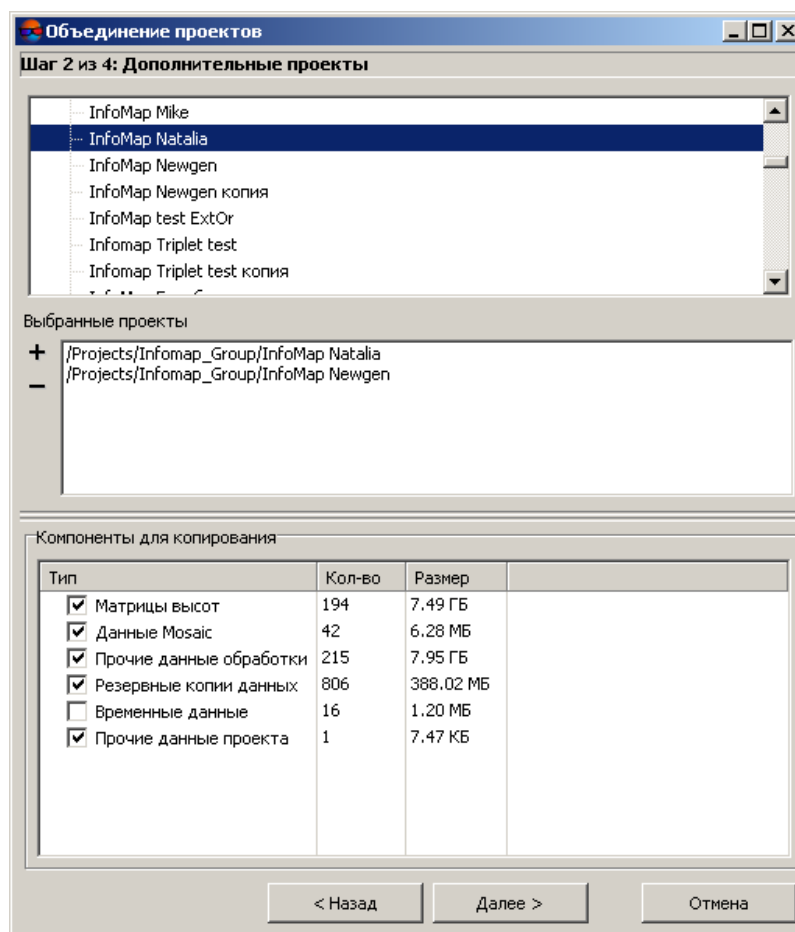 Объединение проектов
Шаг 2 из 4: Дополнительные проекты
InfoMap Mike
InfoMap Natalia
InfoMap Newgen
InfoMap Newgen копия
InfoMap test ExtOr
Infomap Triplet test
Infomap Triplet test копия
Выбранные проекты
/Projects/Infomap_Group/InfoMap Natalia
/Projects/Infomap_Group/InfoMap Newgen
Компоненты для копирования
Тип Кол-во Размер
Матрицы высот 194 7.49 ГБ
Данные Mosaic 42 6.28 МБ
Прочие данные обработки 215 7.95 ГБ
Резервные копии данных 806 388.02 МБ
Временные данные 16 1.20 МБ
Прочие данные проекта 1 7.47 КБ
< Назад Далее > Отмена